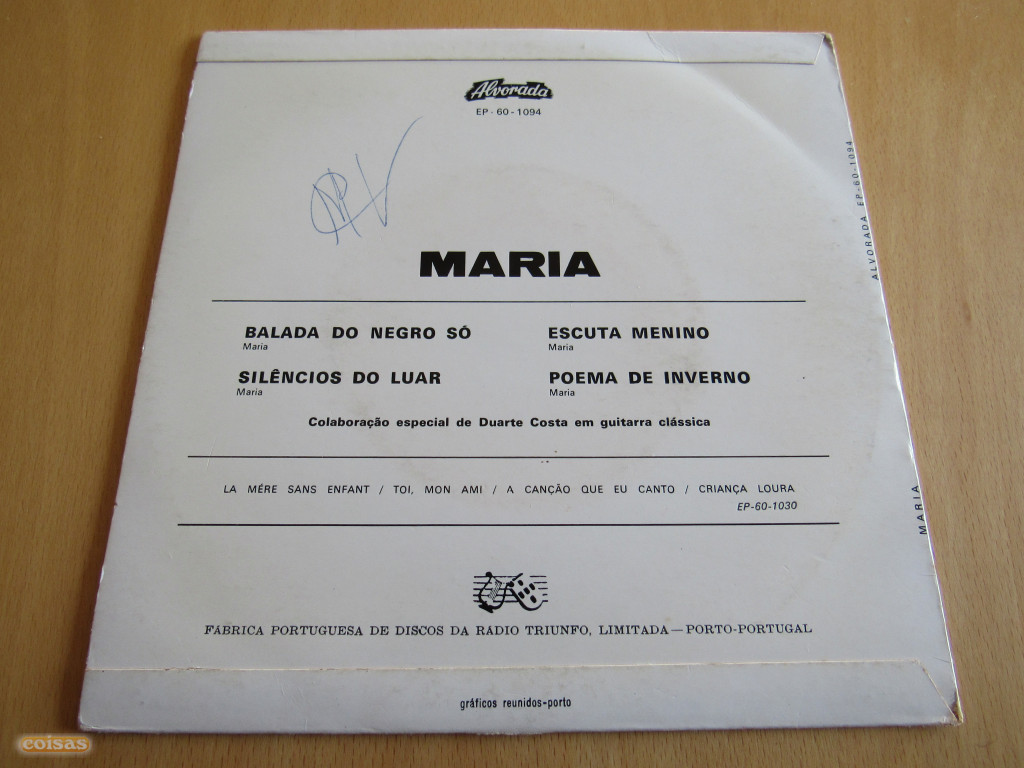 Alvorada
EP - 60 - 1094
MARIA
BALADA DO NEGRO SÓ
Maria
ESCUTA MENINO
Maria
SILÊNCIOS DO LUAR
Maria
POEMA DE INVERNO
Maria
Colaboração especial de Duarte Costa em guitarra clássica
LA MÉRE SANS ENFANT / TOI, MON AMI / A CANÇÃO QUE EU CANTO / CRIANÇA LOURA
EP-60-1030
FÁBRICA PORTUGUESA DE DISCOS DA RÁDIO TRIUNFO, LIMITADA — PORTO-PORTUGAL
gráficos reunidos-porto
ALVORADA EP-60-1094
MARIA
coisas